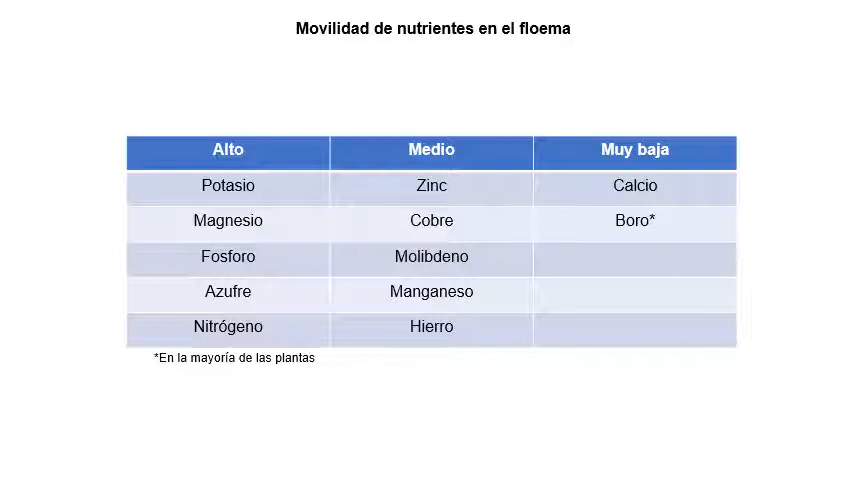 Movilidad de nutrientes en el floema
Alto Medio Muy baja
Potasio Zinc Calcio
Magnesio Cobre Boro*
Fosforo Molibdeno
Azufre Manganeso
Nitrógeno Hierro
*En la mayoría de las plantas